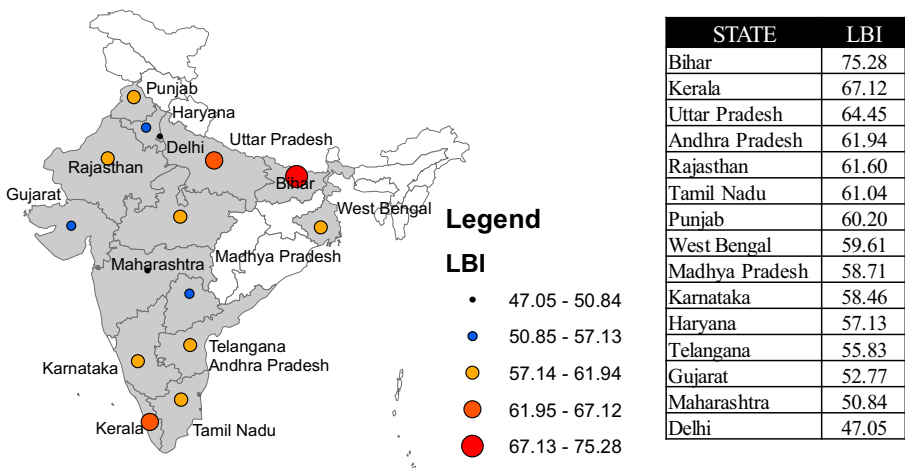 Punjab
Haryana
Delhi
Uttar Pradesh
Rajasthan
Bihar
Gujarat
West Bengal
Maharashtra
Madhya Pradesh
Telangana
Andhra Pradesh
Karnataka
Kerala
Tamil Nadu
Legend
LBI
47.05 - 50.84
50.85 - 57.13
57.14 - 61.94
61.95 - 67.12
67.13 - 75.28
STATE LBI
Bihar 75.28
Kerala 67.12
Uttar Pradesh 64.45
Andhra Pradesh 61.94
Rajasthan 61.60
Tamil Nadu 61.04
Punjab 60.20
West Bengal 59.61
Madhya Pradesh 58.71
Karnataka 58.46
Haryana 57.13
Telangana 55.83
Gujarat 52.77
Maharashtra 50.84
Delhi 47.05